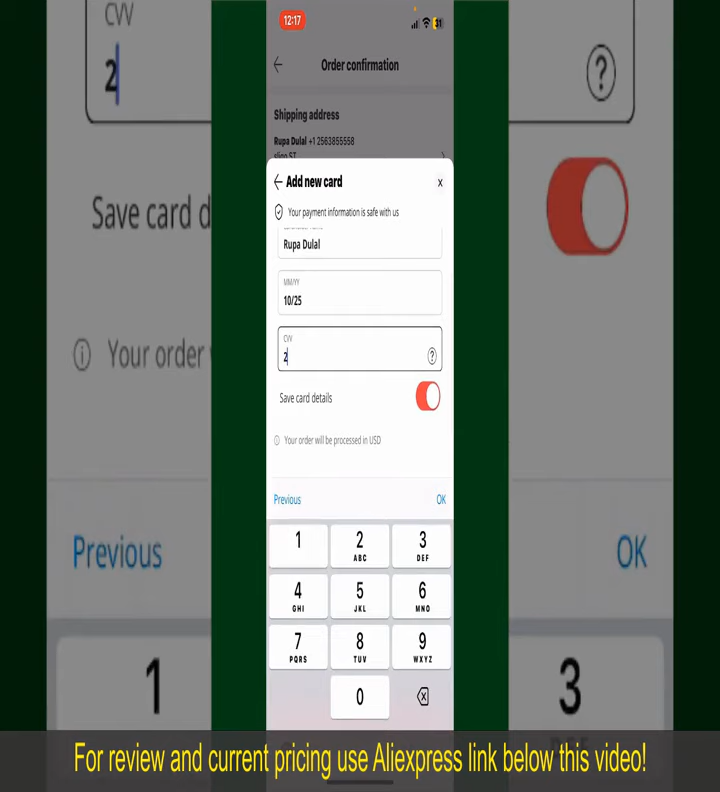 12:17
31
Order confirmation
Shipping address
Rupa Dulal +1 2563855558
sligo ST
Add new card
x
Your payment information is safe with us
Rupa Dulal
MM/YY
10/25
CVV
2
?
Save card details
Your order will be processed in USD
Previous
OK
1
2
ABC
3
DEF
4
GHI
5
JKL
6
MNO
7
PQRS
8
TUV
9
WXYZ
0
CVV
2
?
Save card d
Your order
Previous
OK
1
3
For review and current pricing use Aliexpress link below this video!